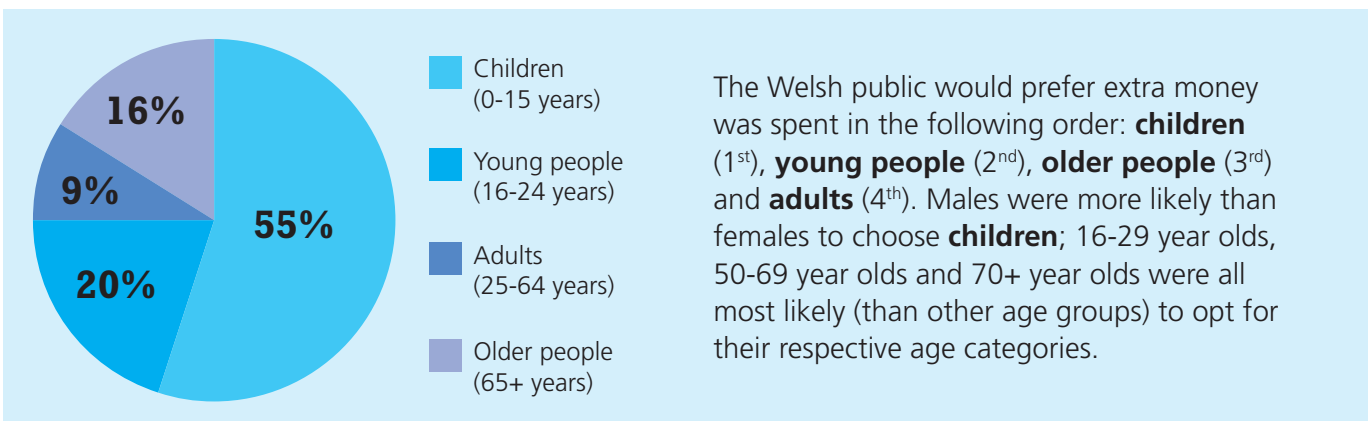 16%
9%
55%
20%
Children
(0-15 years)
Young people
(16-24 years)
Adults
(25-64 years)
Older people
(65+ years)
The Welsh public would prefer extra money
was spent in the following order: children
(1st), young people (2nd), older people (3rd)
and adults (4th). Males were more likely than
females to choose children; 16-29 year olds,
50-69 year olds and 70+ year olds were all
most likely (than other age groups) to opt for
their respective age categories.